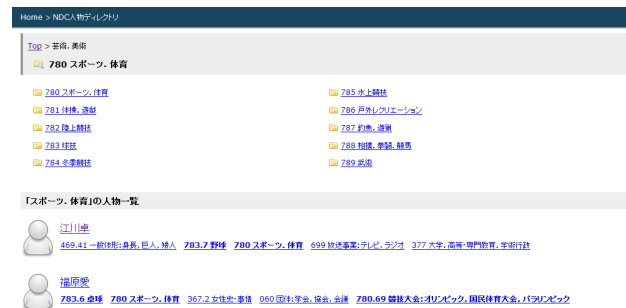 Home > NDC人物ディレクトリ
Top > 芸術. 美術
780 スポーツ. 体育
780 スポーツ. 体育
785 水上競技
781 体操. 遊戯
786 戸外レクリエーション
782 陸上競技
787 釣魚. 遊猟
783 球技
788 相撲. 拳闘. 競馬
784 冬季競技
789 武術
「スポーツ. 体育」の人物一覧
江川卓
469.41 一般体形:身長, 巨人, 矮人 783.7 野球 780 スポーツ. 体育 699 放送事業:テレビ, ラジオ 377 大学. 高等・専門教育. 学術行政
福原愛
783.6 卓球 780 スポーツ. 体育 367.2 女性史・事情 060 団体:学会, 協会, 会議 780.69 競技大会:オリンピック, 国民体育大会, パラリンピック